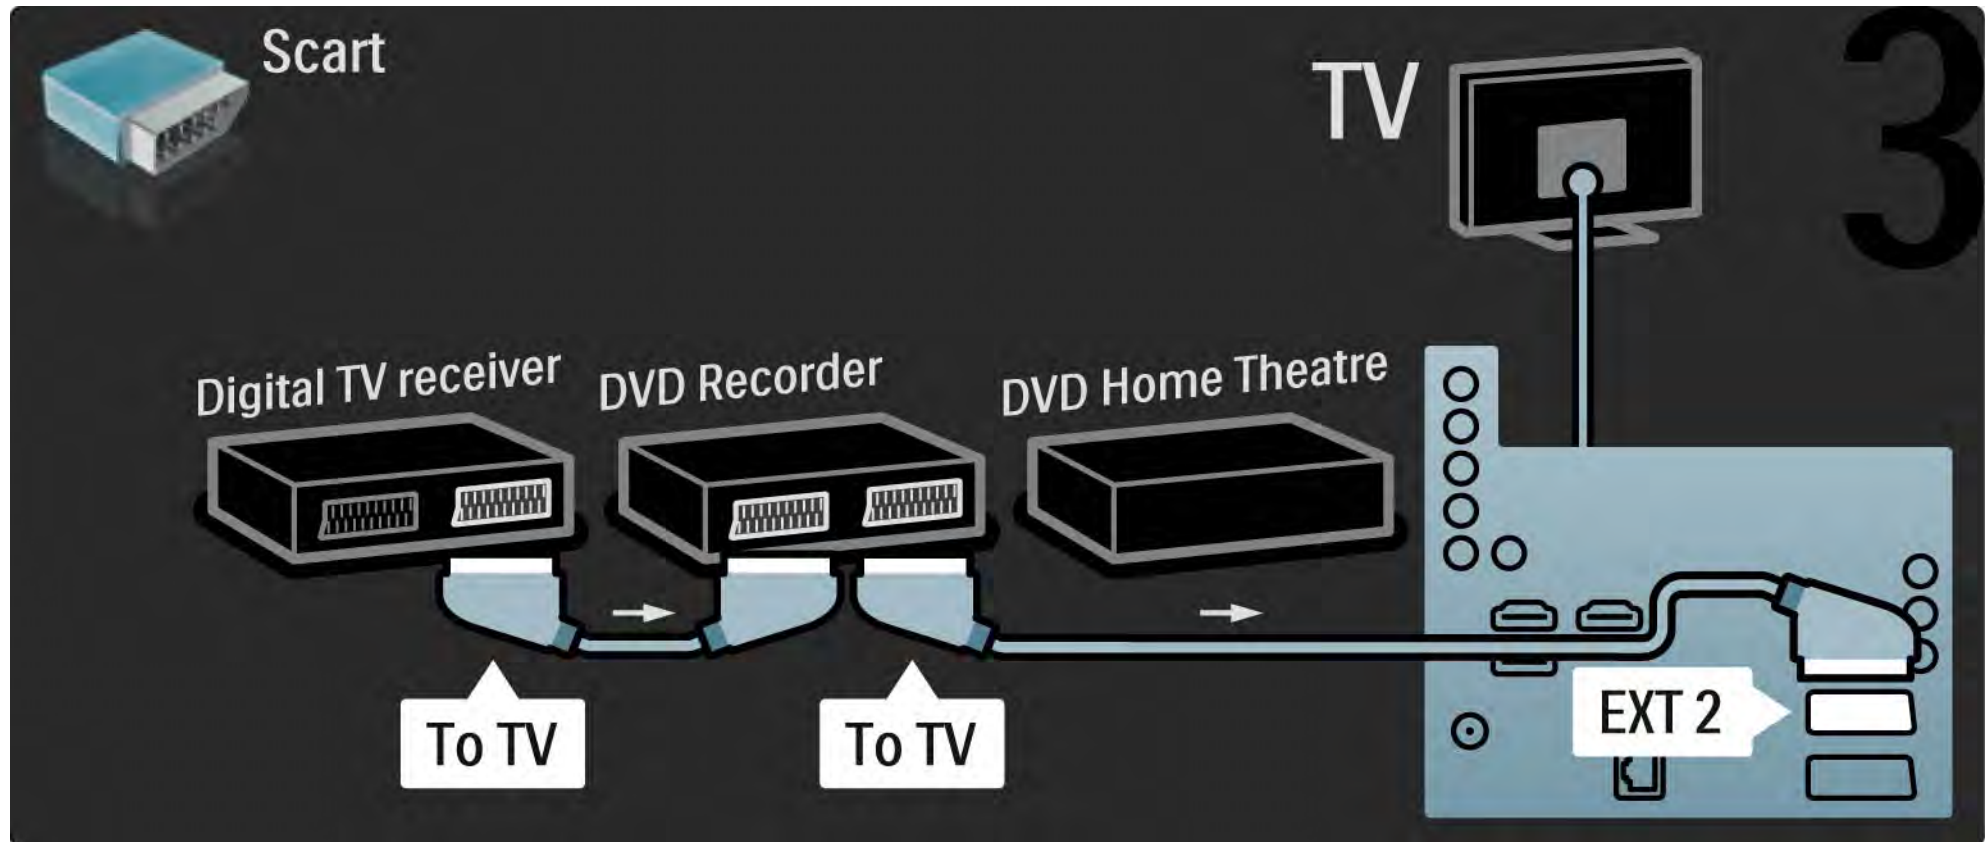 Scart
TV
3
Digital TV receiver
DVD Recorder
DVD Home Theatre
To TV
To TV
EXT 2